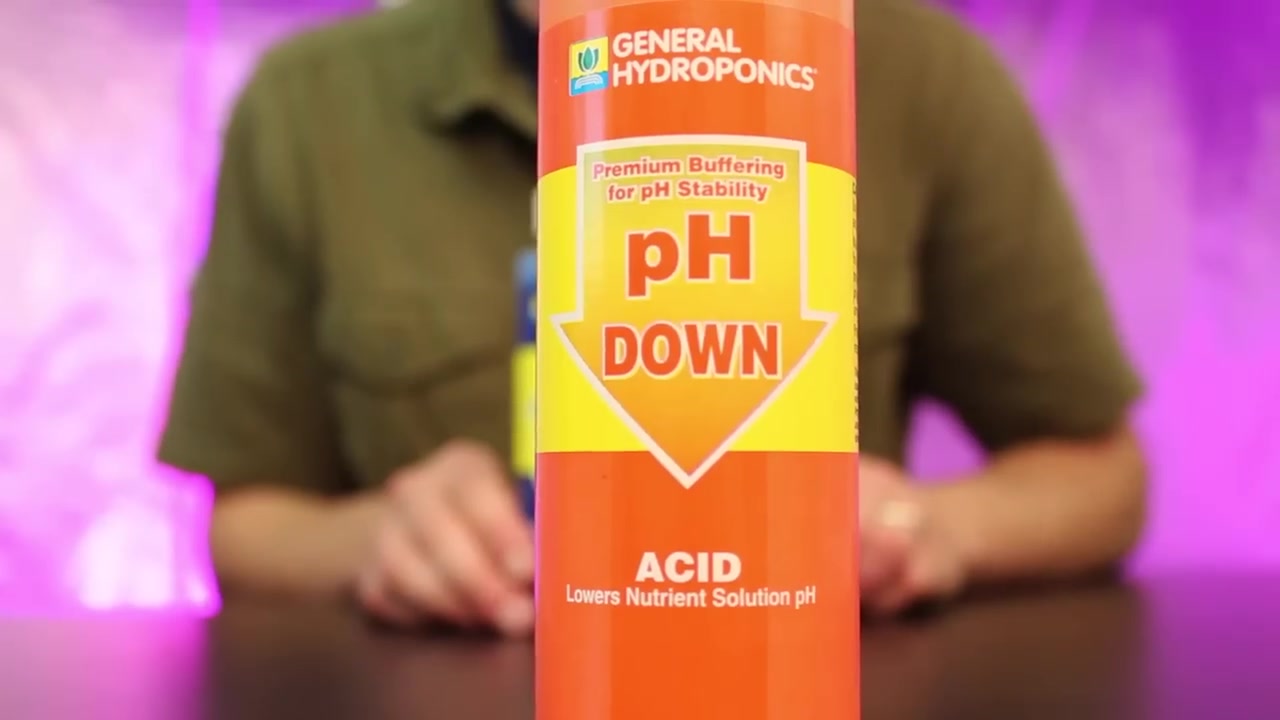 GENERAL
HYDROPONICS®
Premium Buffering
for pH Stability
pH
DOWN
ACID
Lowers Nutrient Solution pH